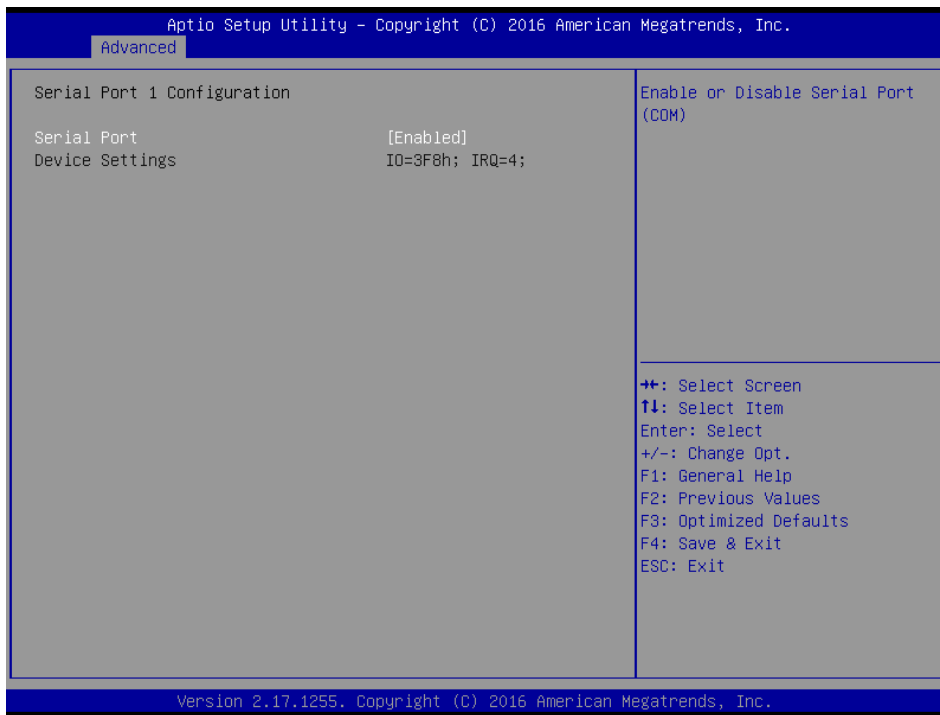 Aptio Setup Utility – Copyright (C) 2016 American Megatrends, Inc.
Advanced
Serial Port 1 Configuration
Serial Port [Enabled]
Device Settings IO=3F8h; IRQ=4;
Enable or Disable Serial Port
(COM)
→←: Select Screen
↑↓: Select Item
Enter: Select
+/-: Change Opt.
F1: General Help
F2: Previous Values
F3: Optimized Defaults
F4: Save & Exit
ESC: Exit
Version 2.17.1255. Copyright (C) 2016 American Megatrends, Inc.